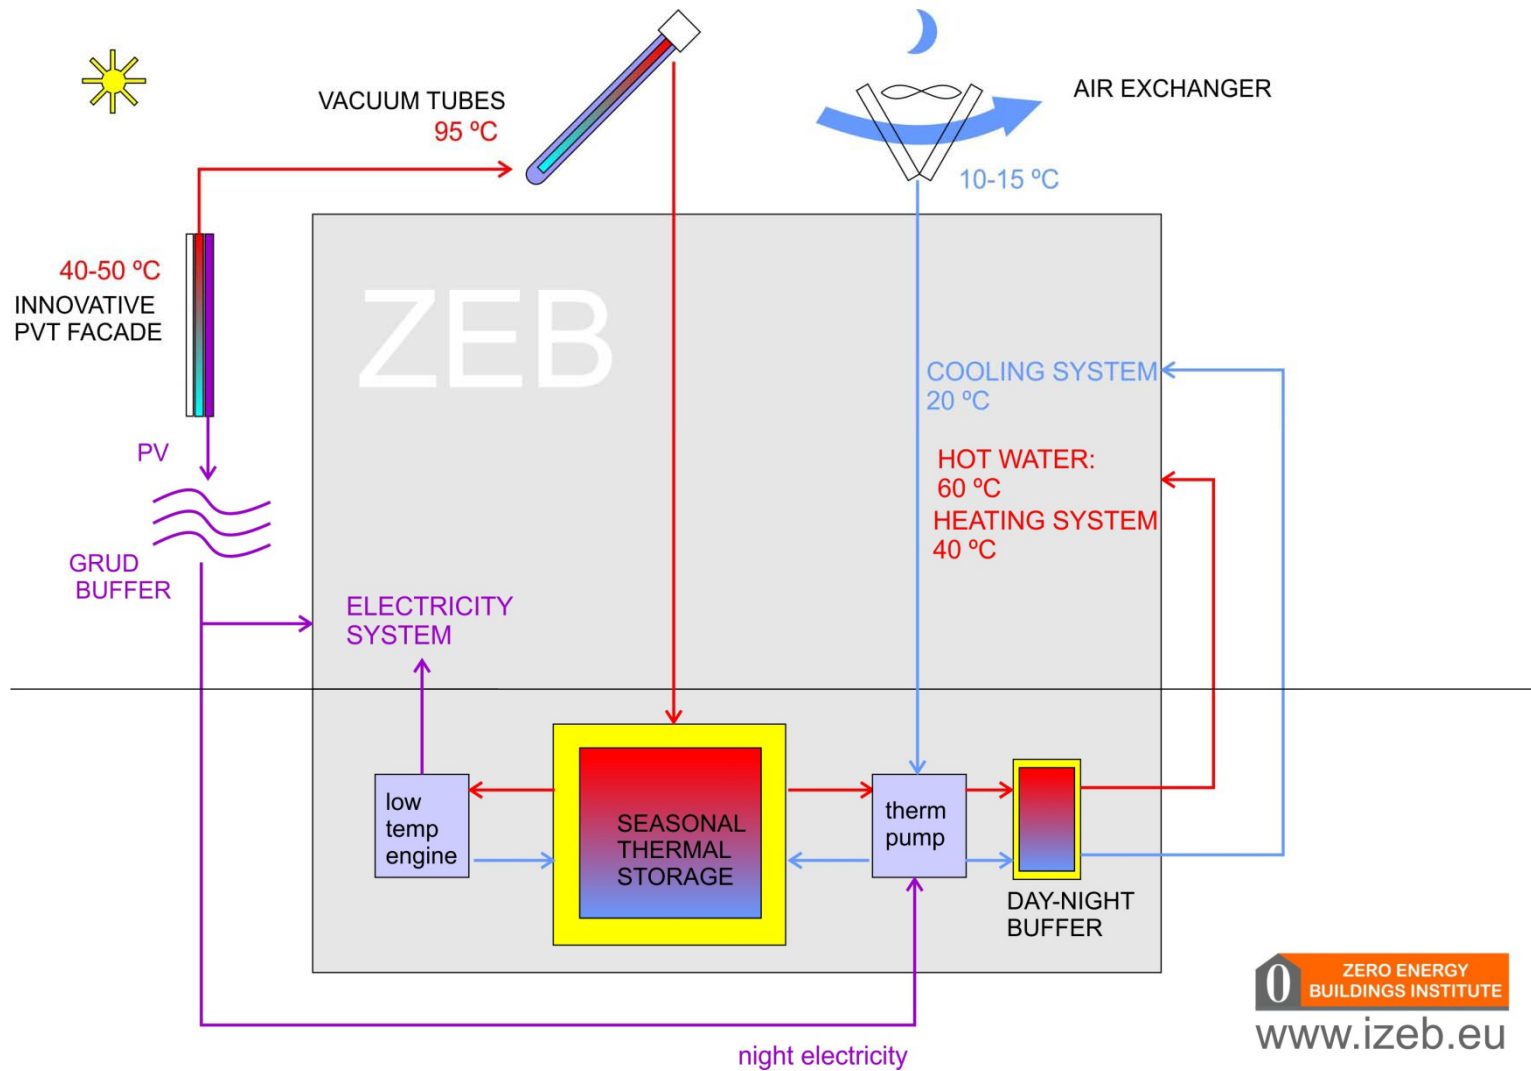 VACUUM TUBES
95 ºC
AIR EXCHANGER
10-15 ºC
40-50 ºC
INNOVATIVE
PVT FACADE
ZEB
COOLING SYSTEM
20 ºC
PV
HOT WATER:
60 ºC
HEATING SYSTEM
40 ºC
GRUD
BUFFER
ELECTRICITY
SYSTEM
low
temp
engine
SEASONAL
THERMAL
STORAGE
therm
pump
DAY-NIGHT
BUFFER
night electricity
0
ZERO ENERGY
BUILDINGS INSTITUTE
www.izeb.eu